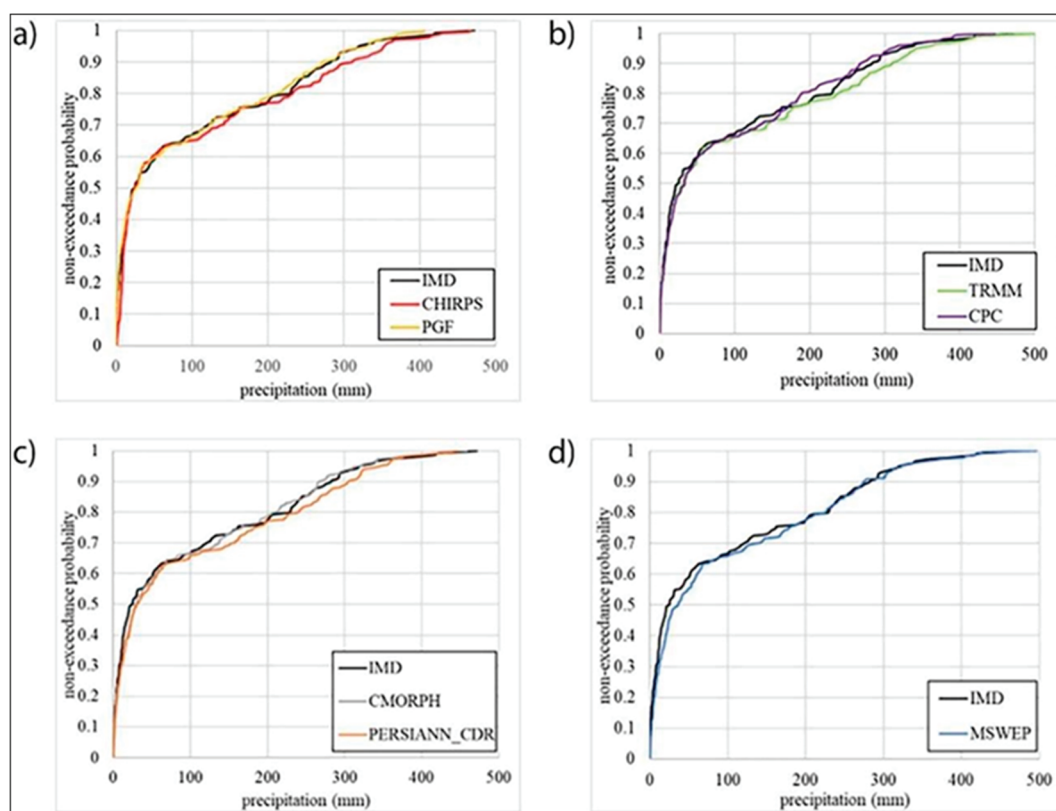 a)
non-exceedance probability
1
0.9
0.8
0.7
0.6
0.5
0.4
0.3
0.2
0.1
0
IMD
CHIRPS
PGF
0 100 200 300 400 500
precipitation (mm)
b)
non-exceedance probability
1
0.9
0.8
0.7
0.6
0.5
0.4
0.3
0.2
0.1
0
IMD
TRMM
CPC
0 100 200 300 400 500
precipitation (mm)
c)
non-exceedance probability
1
0.9
0.8
0.7
0.6
0.5
0.4
0.3
0.2
0.1
0
IMD
CMORPH
PERSIANN_CDR
0 100 200 300 400 500
precipitation (mm)
d)
non-exceedance probability
1
0.9
0.8
0.7
0.6
0.5
0.4
0.3
0.2
0.1
0
IMD
MSWEP
0 100 200 300 400 500
precipitation (mm)